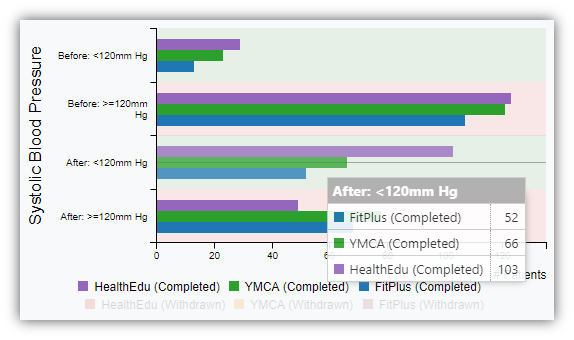 Systolic Blood Pressure
Before: <120mm Hg
Before: >=120mm
Hg
After: <120mm Hg
After: >=120mm Hg
After: <120mm Hg
FitPlus (Completed) 52
YMCA (Completed) 66
HealthEdu (Completed) 103
0 20 40
HealthEdu (Completed) YMCA (Completed) FitPlus (Completed)
HealthEdu (Withdrawn) YMCA (Withdrawn) FitPlus (Withdrawn)